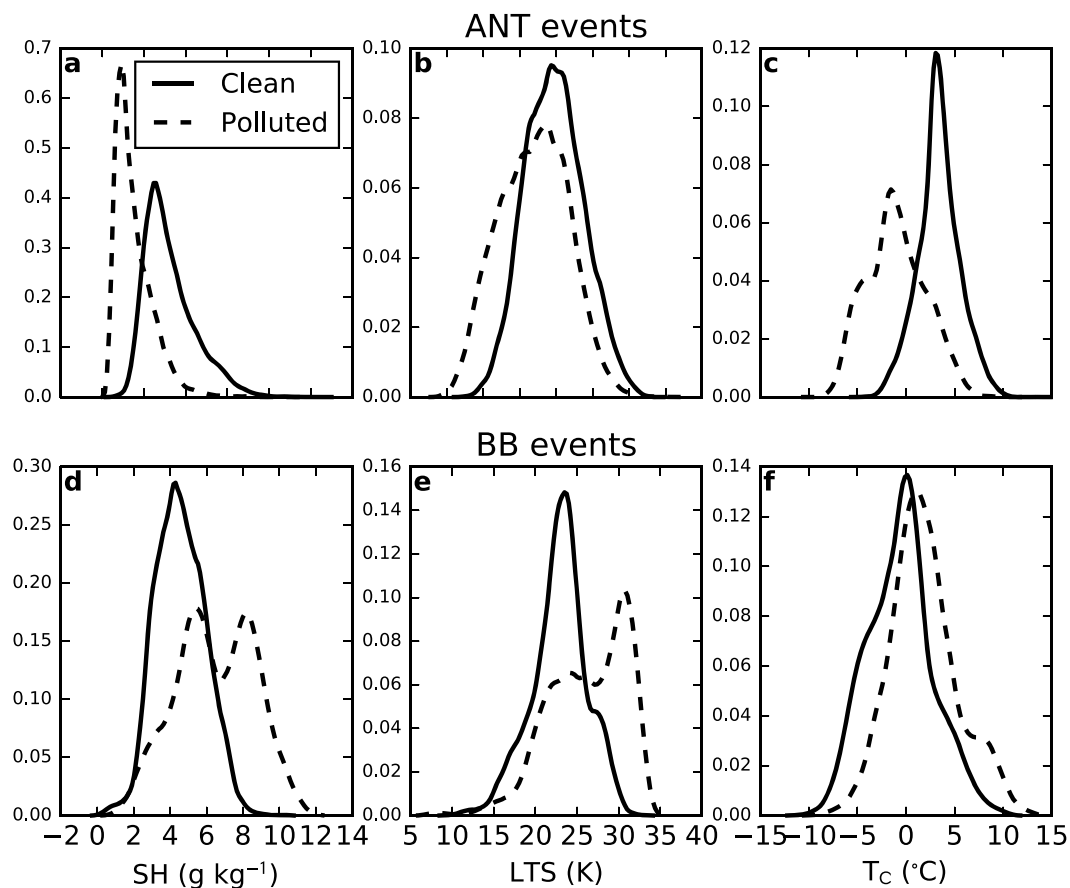 ANT events
a
Clean
Polluted
0.7
0.6
0.5
0.4
0.3
0.2
0.1
0.0
b
0.10
0.08
0.06
0.04
0.02
0.00
c
0.12
0.10
0.08
0.06
0.04
0.02
0.00
BB events
d
0.30
0.25
0.20
0.15
0.10
0.05
0.00
−2 0 2 4 6 8 10 12 14
SH (g kg⁻¹)
e
0.16
0.14
0.12
0.10
0.08
0.06
0.04
0.02
0.00
5 10 15 20 25 30 35 40
LTS (K)
f
0.14
0.12
0.10
0.08
0.06
0.04
0.02
0.00
−15 −10 −5 0 5 10 15
T_C (°C)